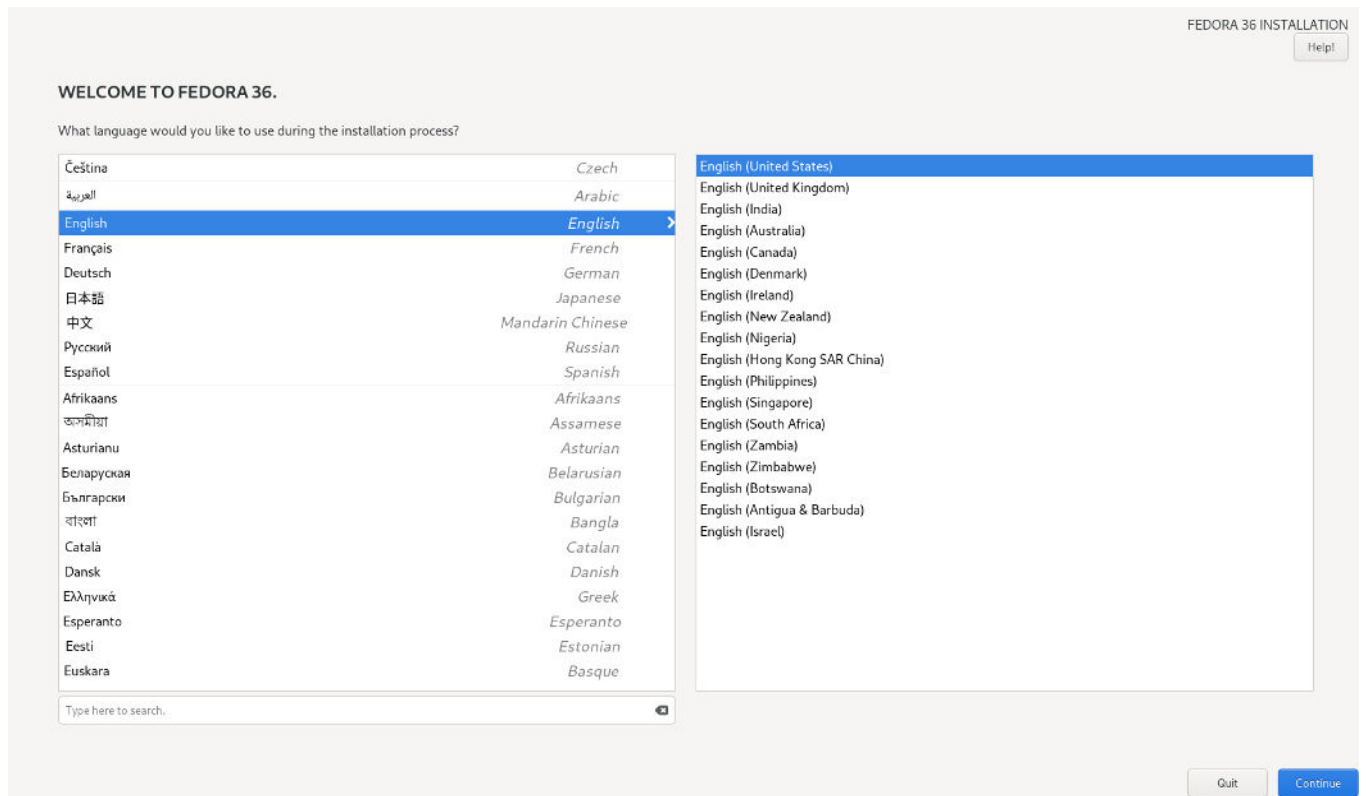 FEDORA 36 INSTALLATION
Help!
WELCOME TO FEDORA 36.
What language would you like to use during the installation process?
Čeština Czech
العربية Arabic
English English
Français French
Deutsch German
日本語 Japanese
中文 Mandarin Chinese
Русский Russian
Español Spanish
Afrikaans Afrikaans
অসমীয়া Assamese
Asturianu Asturian
Беларуская Belarusian
Български Bulgarian
বাংলা Bangla
Català Catalan
Dansk Danish
Ελληνικά Greek
Esperanto Esperanto
Eesti Estonian
Euskara Basque
Type here to search.
English (United States)
English (United Kingdom)
English (India)
English (Australia)
English (Canada)
English (Denmark)
English (Ireland)
English (New Zealand)
English (Nigeria)
English (Hong Kong SAR China)
English (Philippines)
English (Singapore)
English (South Africa)
English (Zambia)
English (Zimbabwe)
English (Botswana)
English (Antigua & Barbuda)
English (Israel)
Quit
Continue